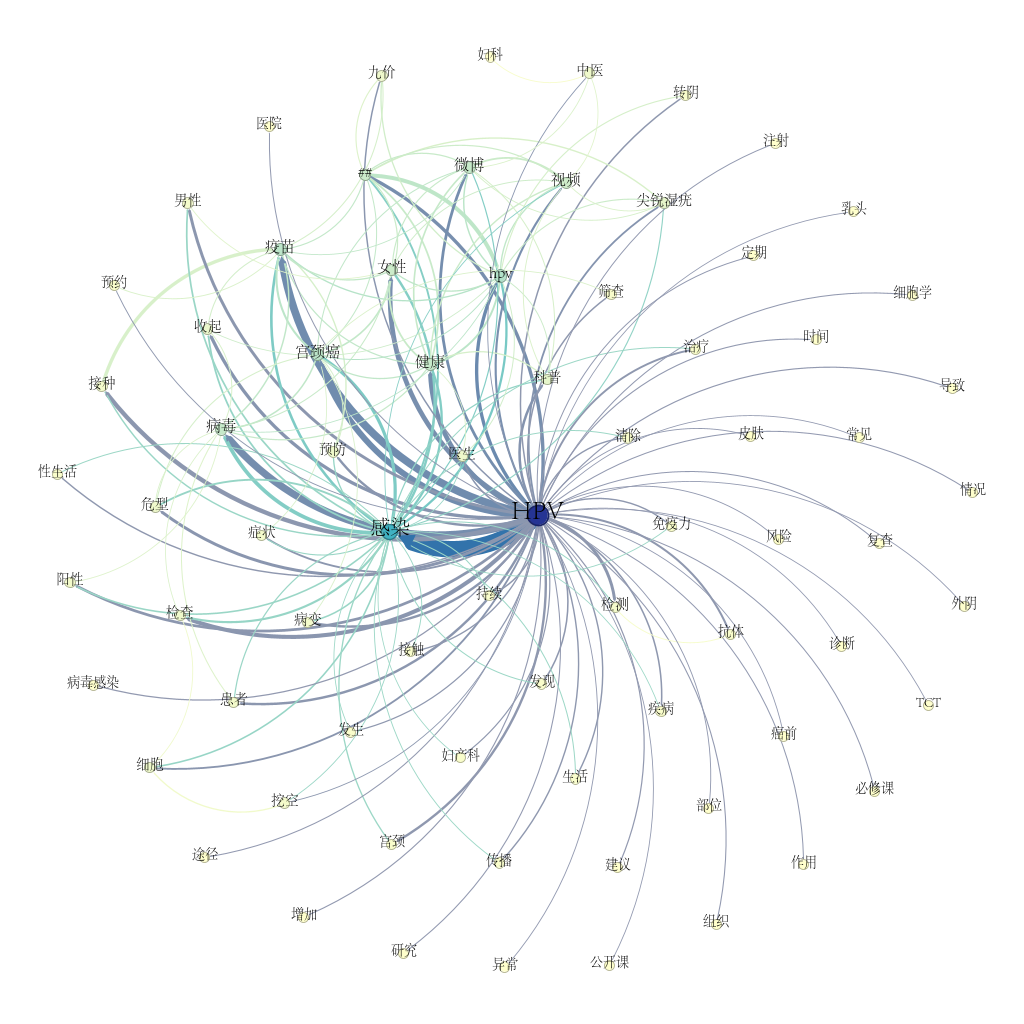 妇科
九价
中医
转阴
医院
注射
微博
##
视频
男性
尖锐湿疣
乳头
疫苗
定期
女性
hpv
预约
筛查
细胞学
收起
时间
宫颈癌
治疗
健康
科普
接种
导致
病毒
清除
皮肤
常见
预防
医生
性生活
情况
危型
HPV
免疫力
感染
症状
风险
复查
阳性
持续
检测
外阴
检查
病变
抗体
诊断
接触
病毒感染
发现
患者
TCT
疾病
发生
癌前
妇产科
细胞
生活
必修课
挖空
部位
宫颈
途径
传播
建议
作用
增加
组织
研究
异常
公开课